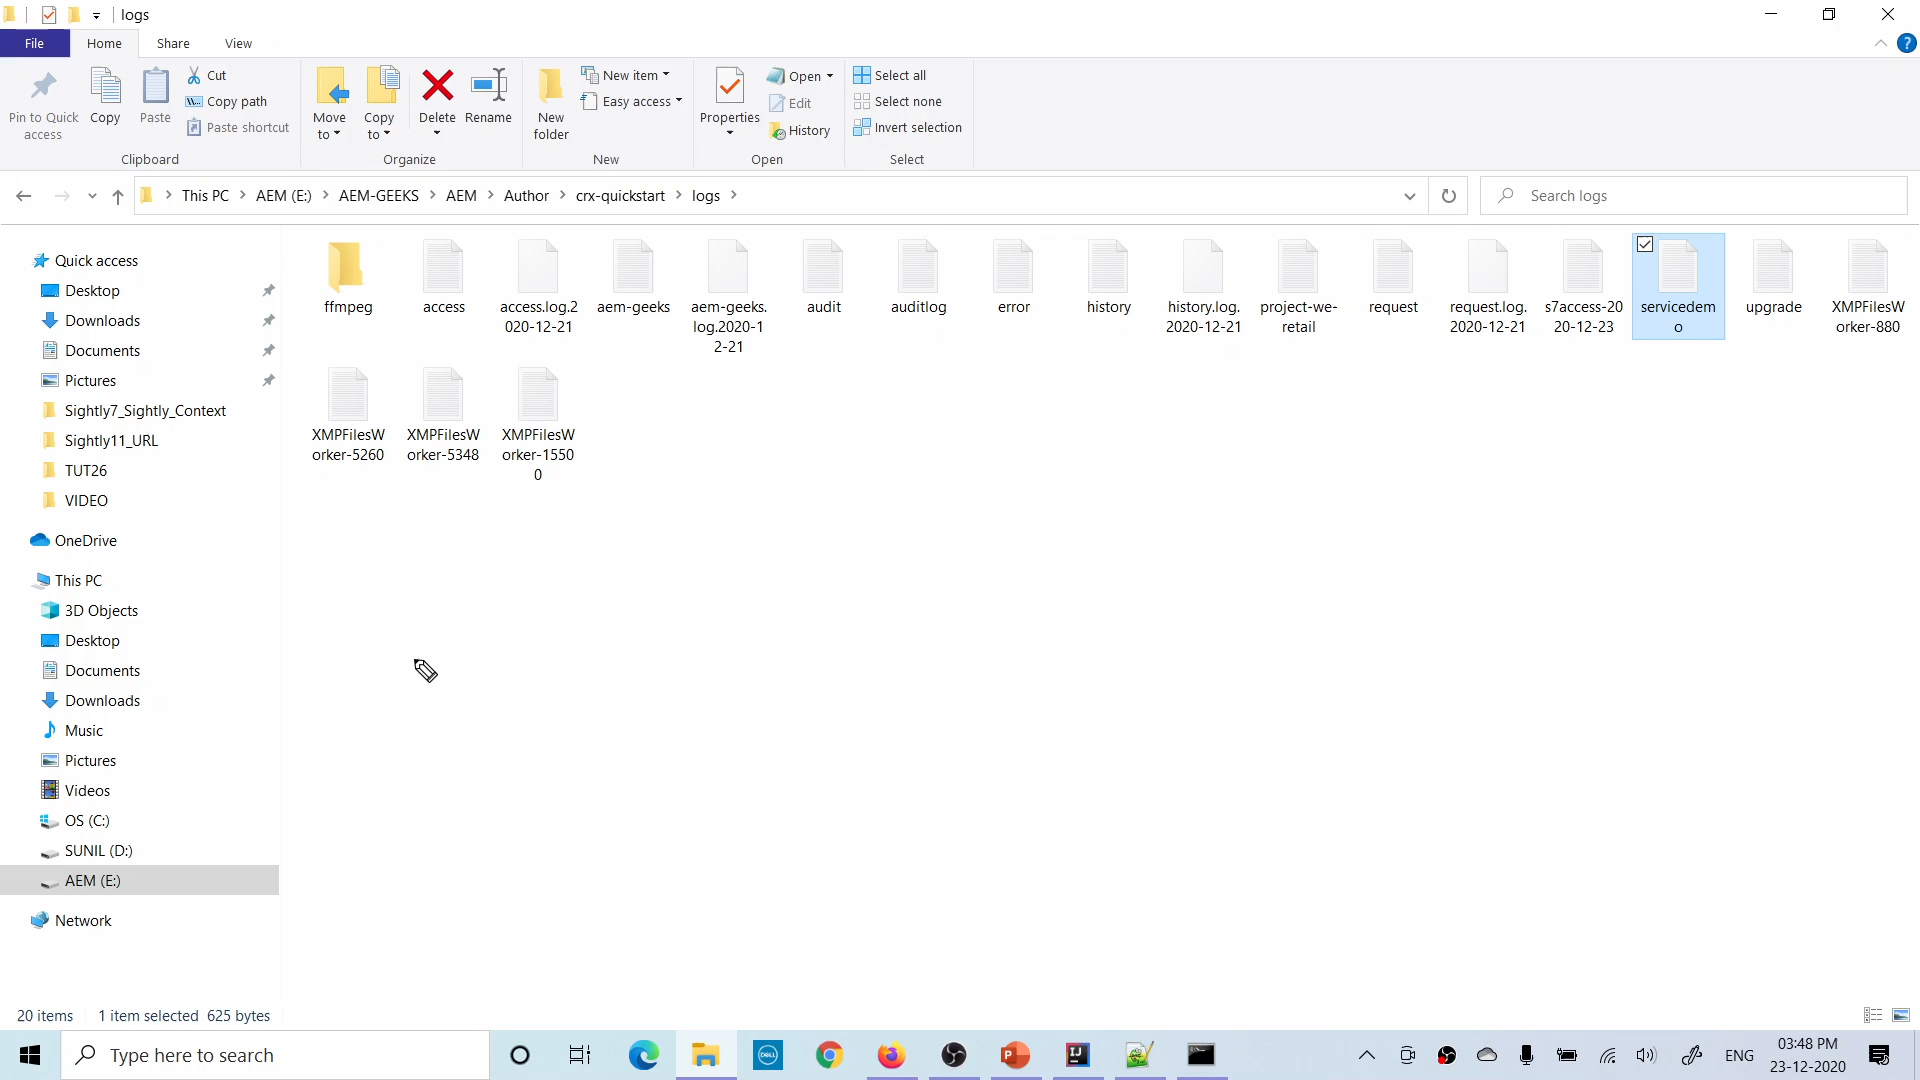 logs
File
Home
Share
View
Pin to Quick
access
Copy
Paste
Cut
Copy path
Paste shortcut
Clipboard
Move
to
Copy
to
Delete
Rename
Organize
New
folder
New item
Easy access
New
Properties
Open
Edit
History
Open
Select all
Select none
Invert selection
Select
This PC
AEM (E:)
AEM-GEEKS
AEM
Author
crx-quickstart
logs
Search logs
Quick access
Desktop
Downloads
Documents
Pictures
Sightly7_Sightly_Context
Sightly11_URL
TUT26
VIDEO
OneDrive
This PC
3D Objects
Desktop
Documents
Downloads
Music
Pictures
Videos
OS (C:)
SUNIL (D:)
AEM (E:)
Network
ffmpeg
access
access.log.2
020-12-21
aem-geeks
aem-geeks.
log.2020-1
2-21
audit
auditlog
error
history
history.log.
2020-12-21
project-we-
retail
request
request.log.
2020-12-21
s7access-20
20-12-23
servicedem
o
upgrade
XMPFilesW
orker-880
XMPFilesW
orker-5260
XMPFilesW
orker-5348
XMPFilesW
orker-1550
0
20 items
1 item selected 625 bytes
Type here to search
DELL
P
IJ
ENG
03:48 PM
23-12-2020